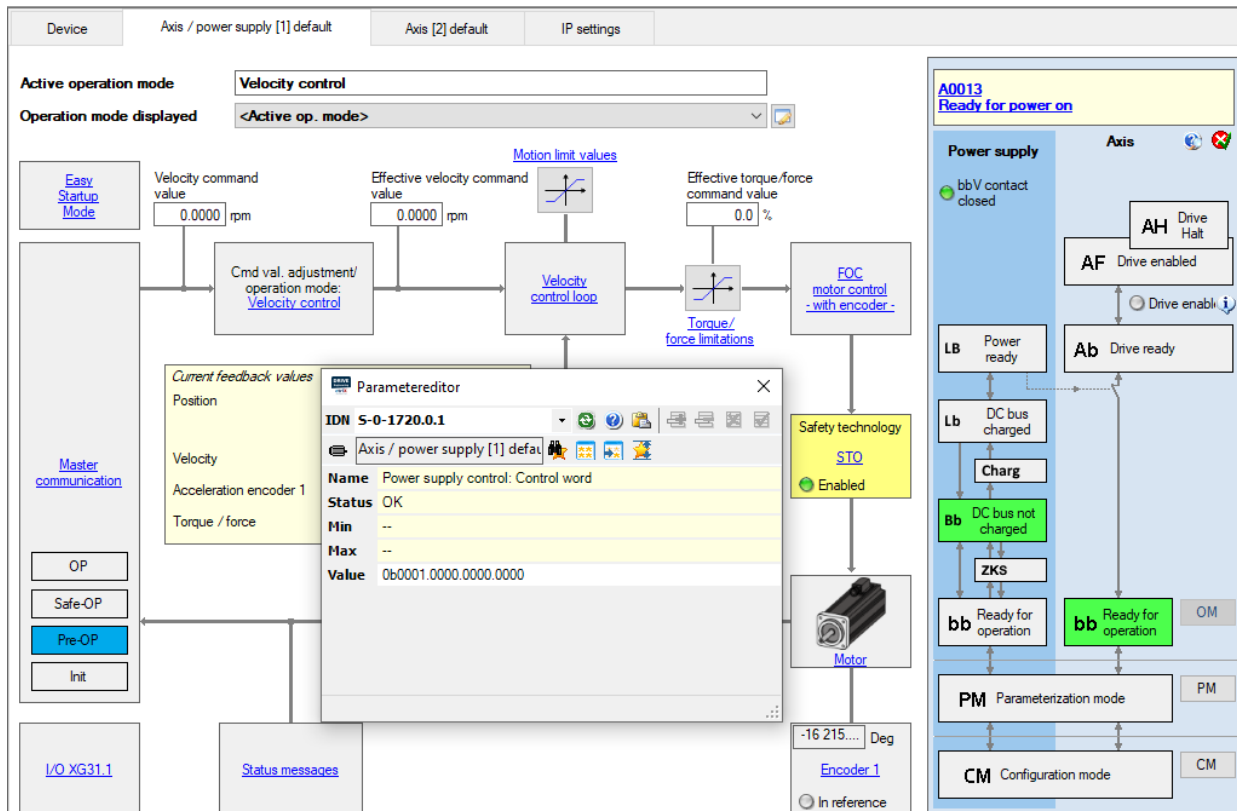 Device
Axis / power supply [1] default
Axis [2] default
IP settings
Active operation mode
Velocity control
Operation mode displayed
<Active op. mode>
A0013
Ready for power on
Power supply
Axis
bbV contact
closed
AH
Drive
Halt
AF
Drive enabled
Motion limit values
Easy
Startup
Mode
Velocity command
value
0.0000 rpm
Effective velocity command
value
0.0000 rpm
Effective torque/force
command value
0.0 %
Cmd val. adjustment/
operation mode:
Velocity control
Velocity
control loop
Torque/
force limitations
FOC
motor control
- with encoder -
LB
Power
ready
Ab
Drive ready
Current feedback values
Position
Velocity
Acceleration encoder 1
Torque / force
Parametereditor
IDN S-0-1720.0.1
Axis / power supply [1] defau
Name Power supply control: Control word
Status OK
Min --
Max --
Value 0b0001.0000.0000.0000
Safety technology
STO
Enabled
Lb
DC bus
charged
Charg
Bb
DC bus not
charged
ZKS
bb
Ready for
operation
bb
Ready for
operation
OM
Master
communication
OP
Safe-OP
Pre-OP
Init
Motor
PM
Parameterization mode
PM
CM
Configuration mode
CM
I/O XG31.1
Status messages
-16 215.... Deg
Encoder 1
In reference